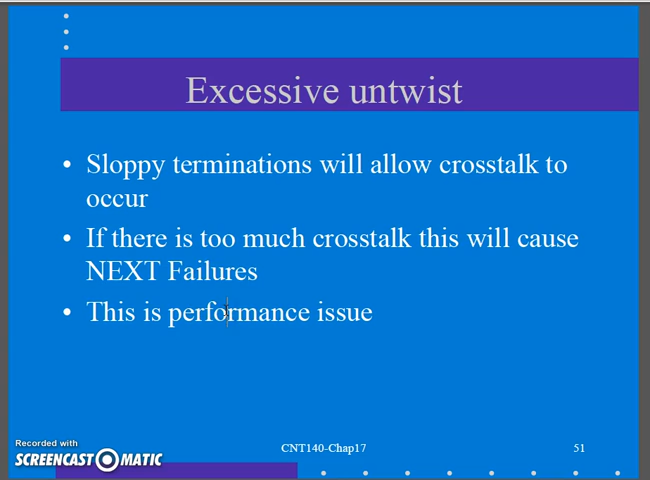 Excessive untwist
• Sloppy terminations will allow crosstalk to
occur
• If there is too much crosstalk this will cause
NEXT Failures
• This is performance issue
Recorded with
SCREENCAST-O-MATIC
CNT140-Chap17
51